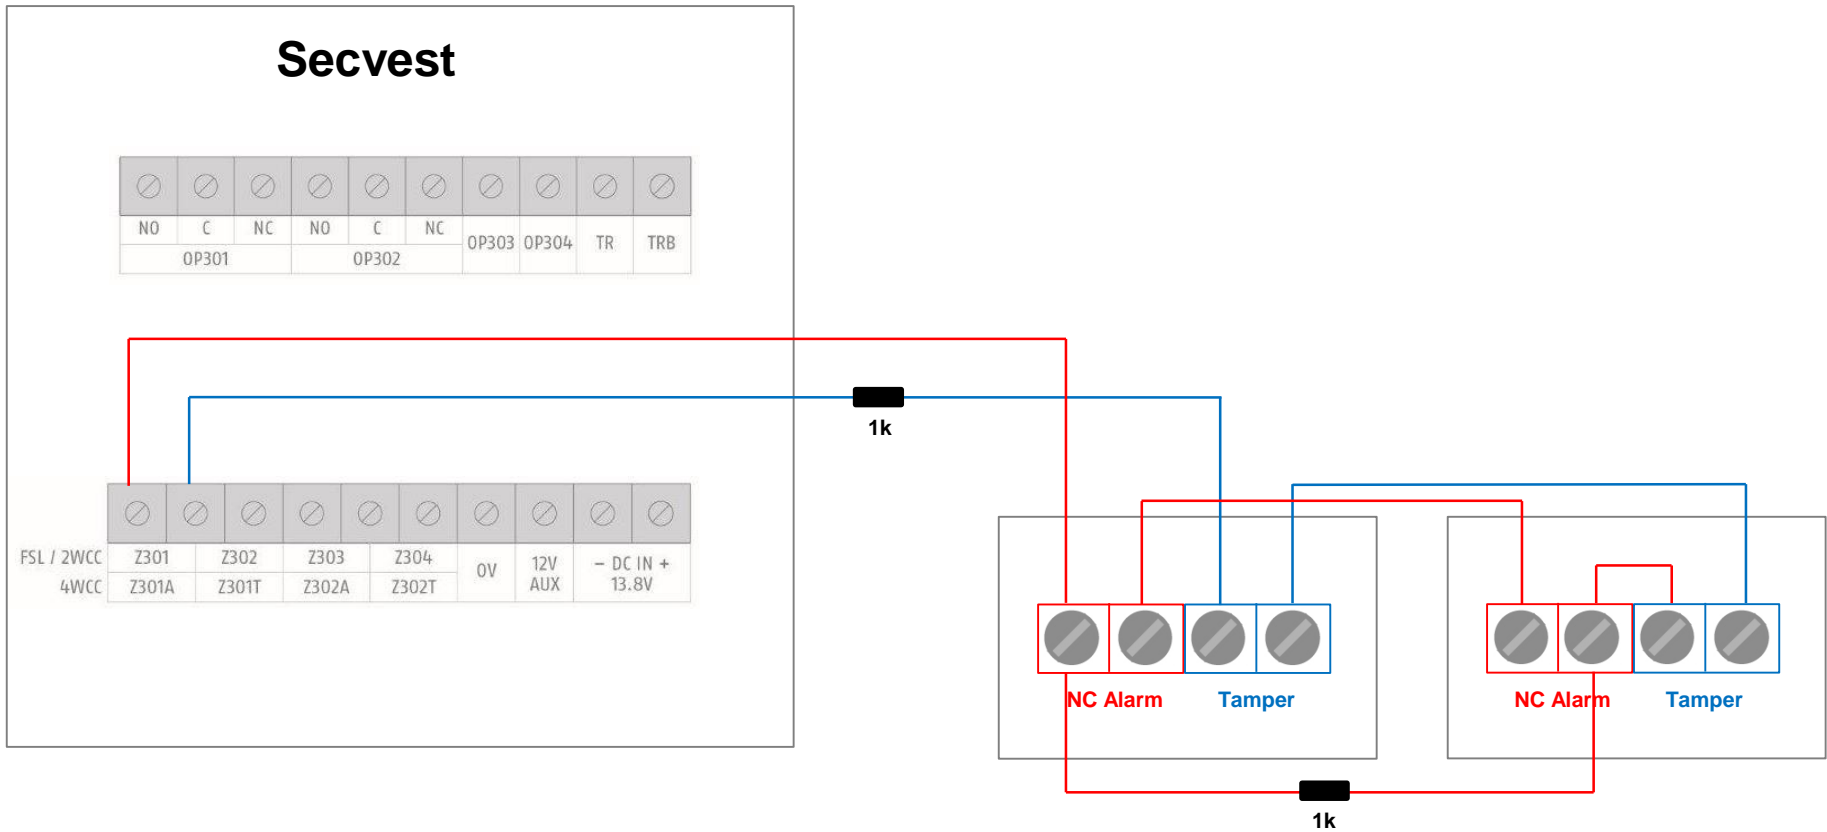 Secvest
NO C NC NO C NC OP303 OP304 TR TRB
OP301 OP302
1k
FSL / 2WCC Z301 Z302 Z303 Z304 0V 12V AUX – DC IN + 13.8V
4WCC Z301A Z301T Z302A Z302T
NC Alarm Tamper NC Alarm Tamper
1k